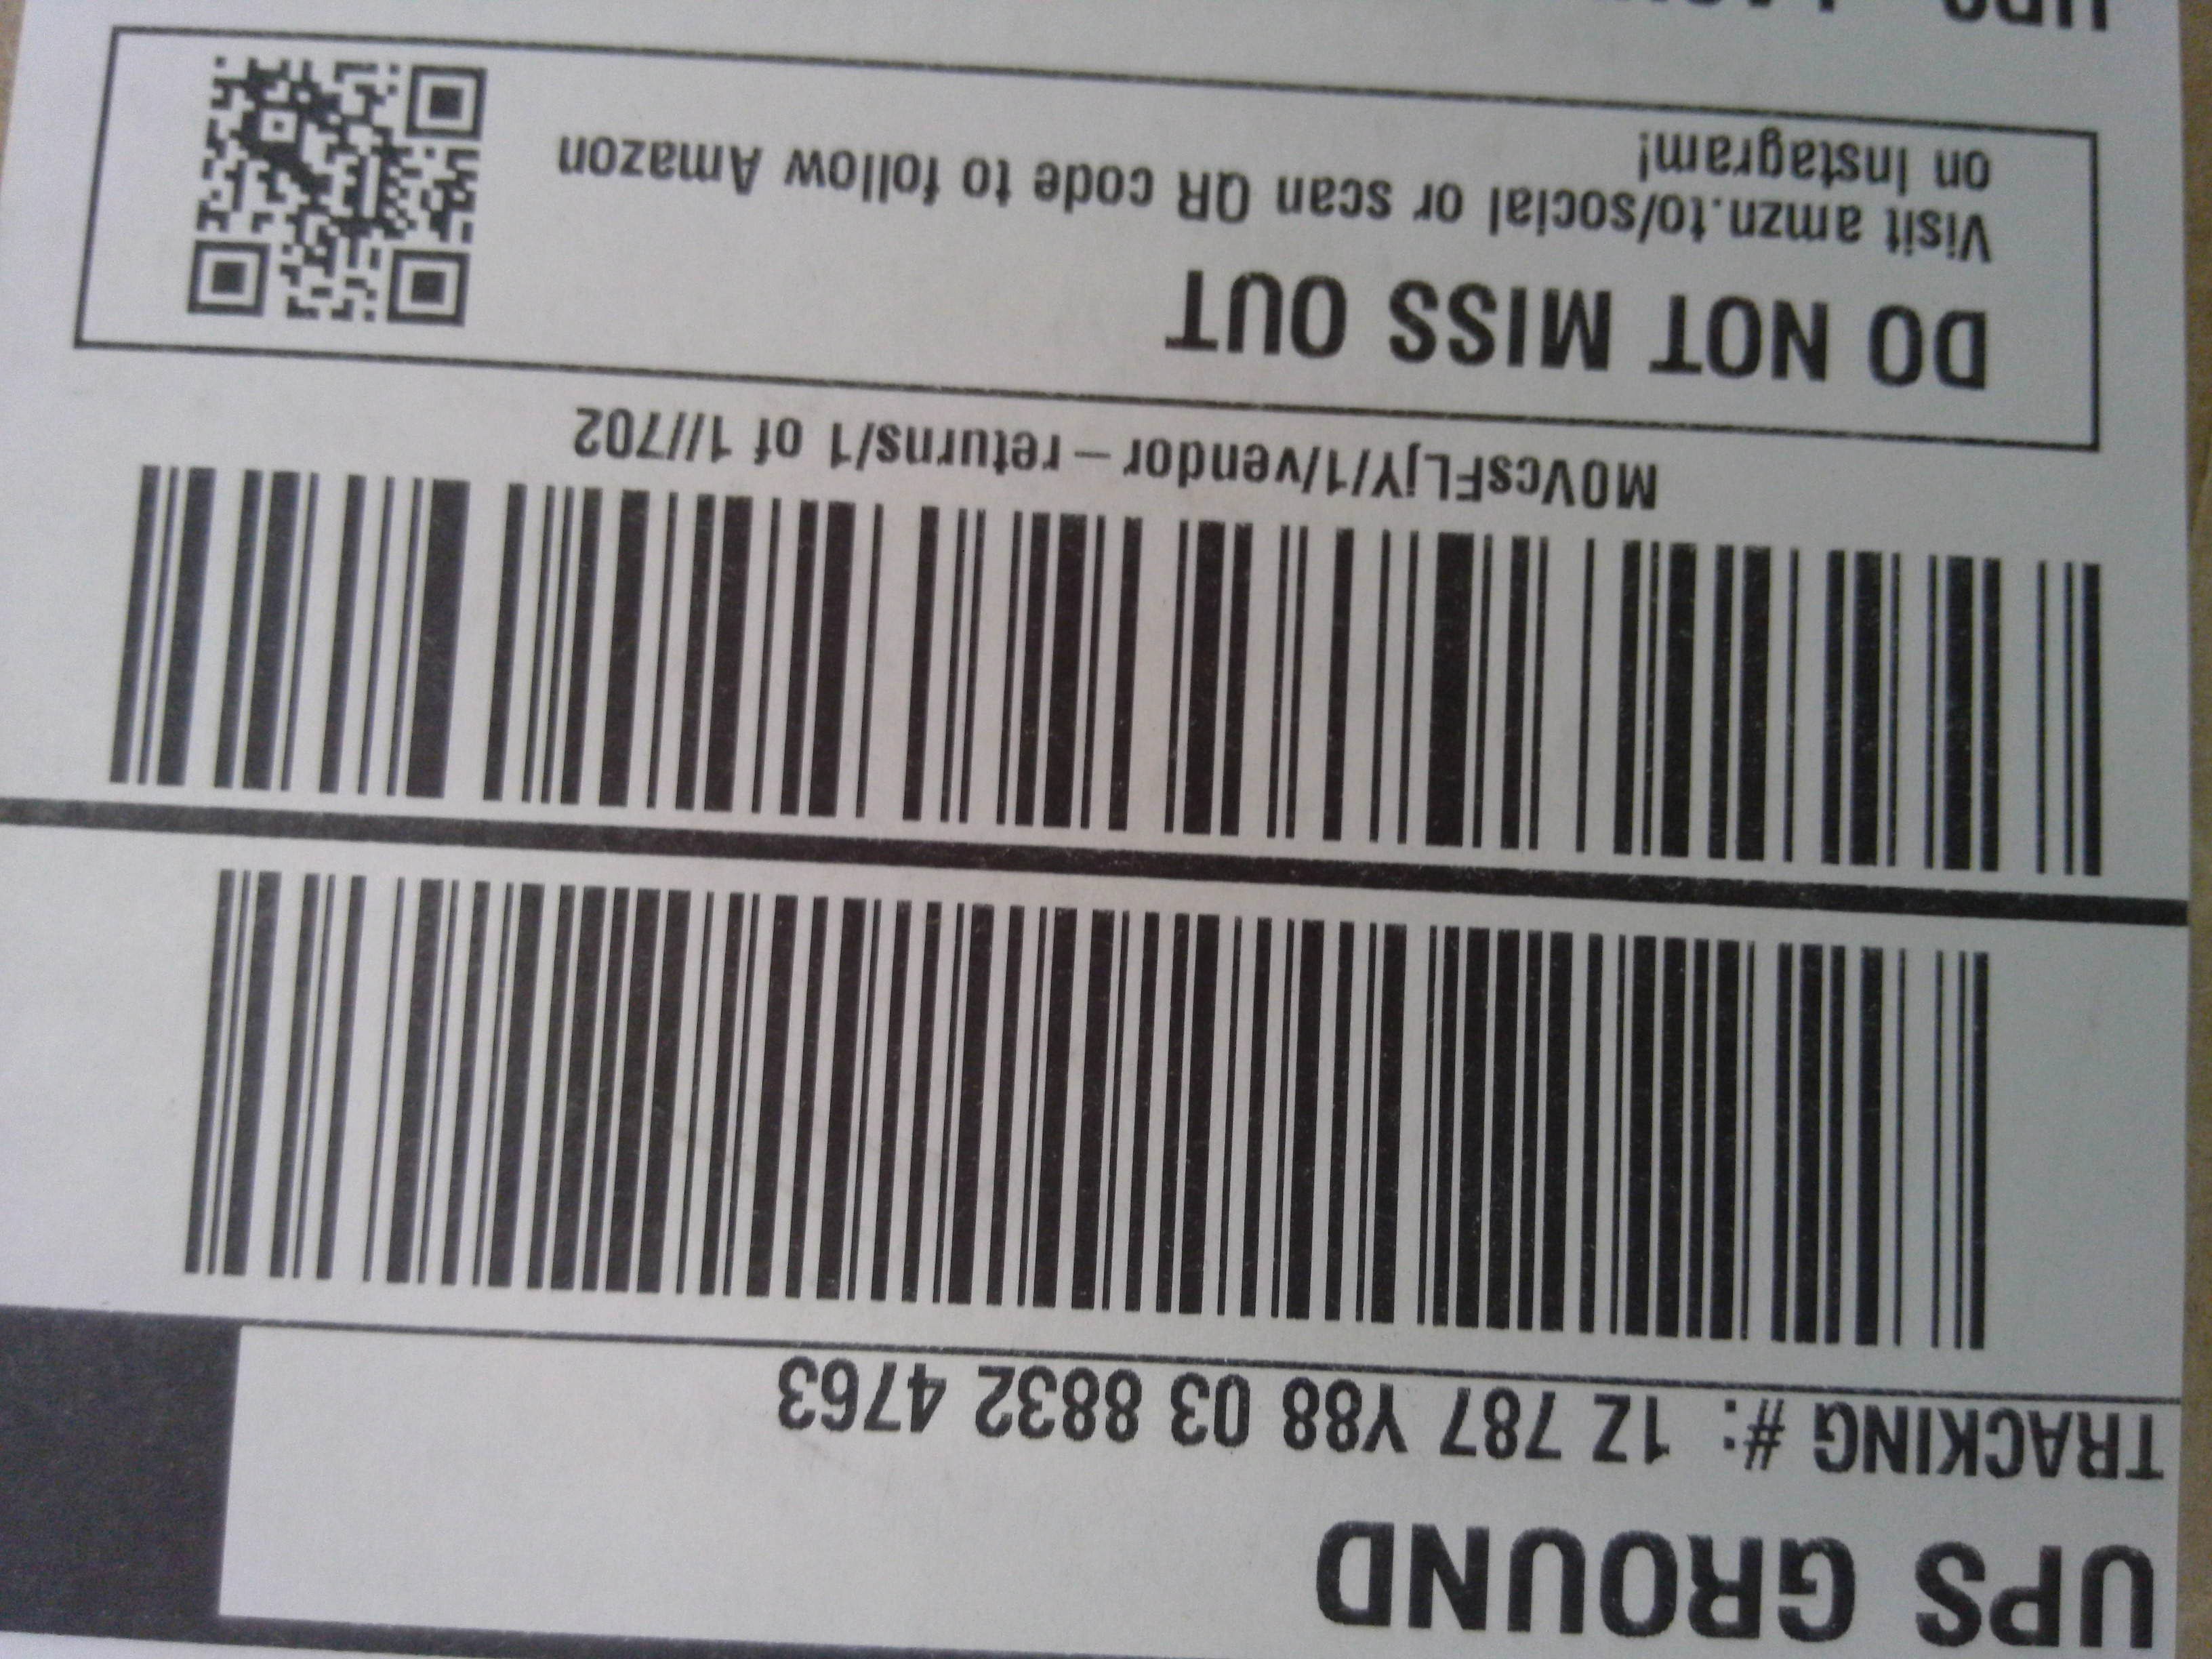 UPS GROUND
TRACKING #: 1Z 787 Y88 03 8832 4763
M0VcsFLjY/1/vendor – returns/1 of 1//702
DO NOT MISS OUT
Visit amzn.to/social or scan QR code to follow Amazon
on Instagram!